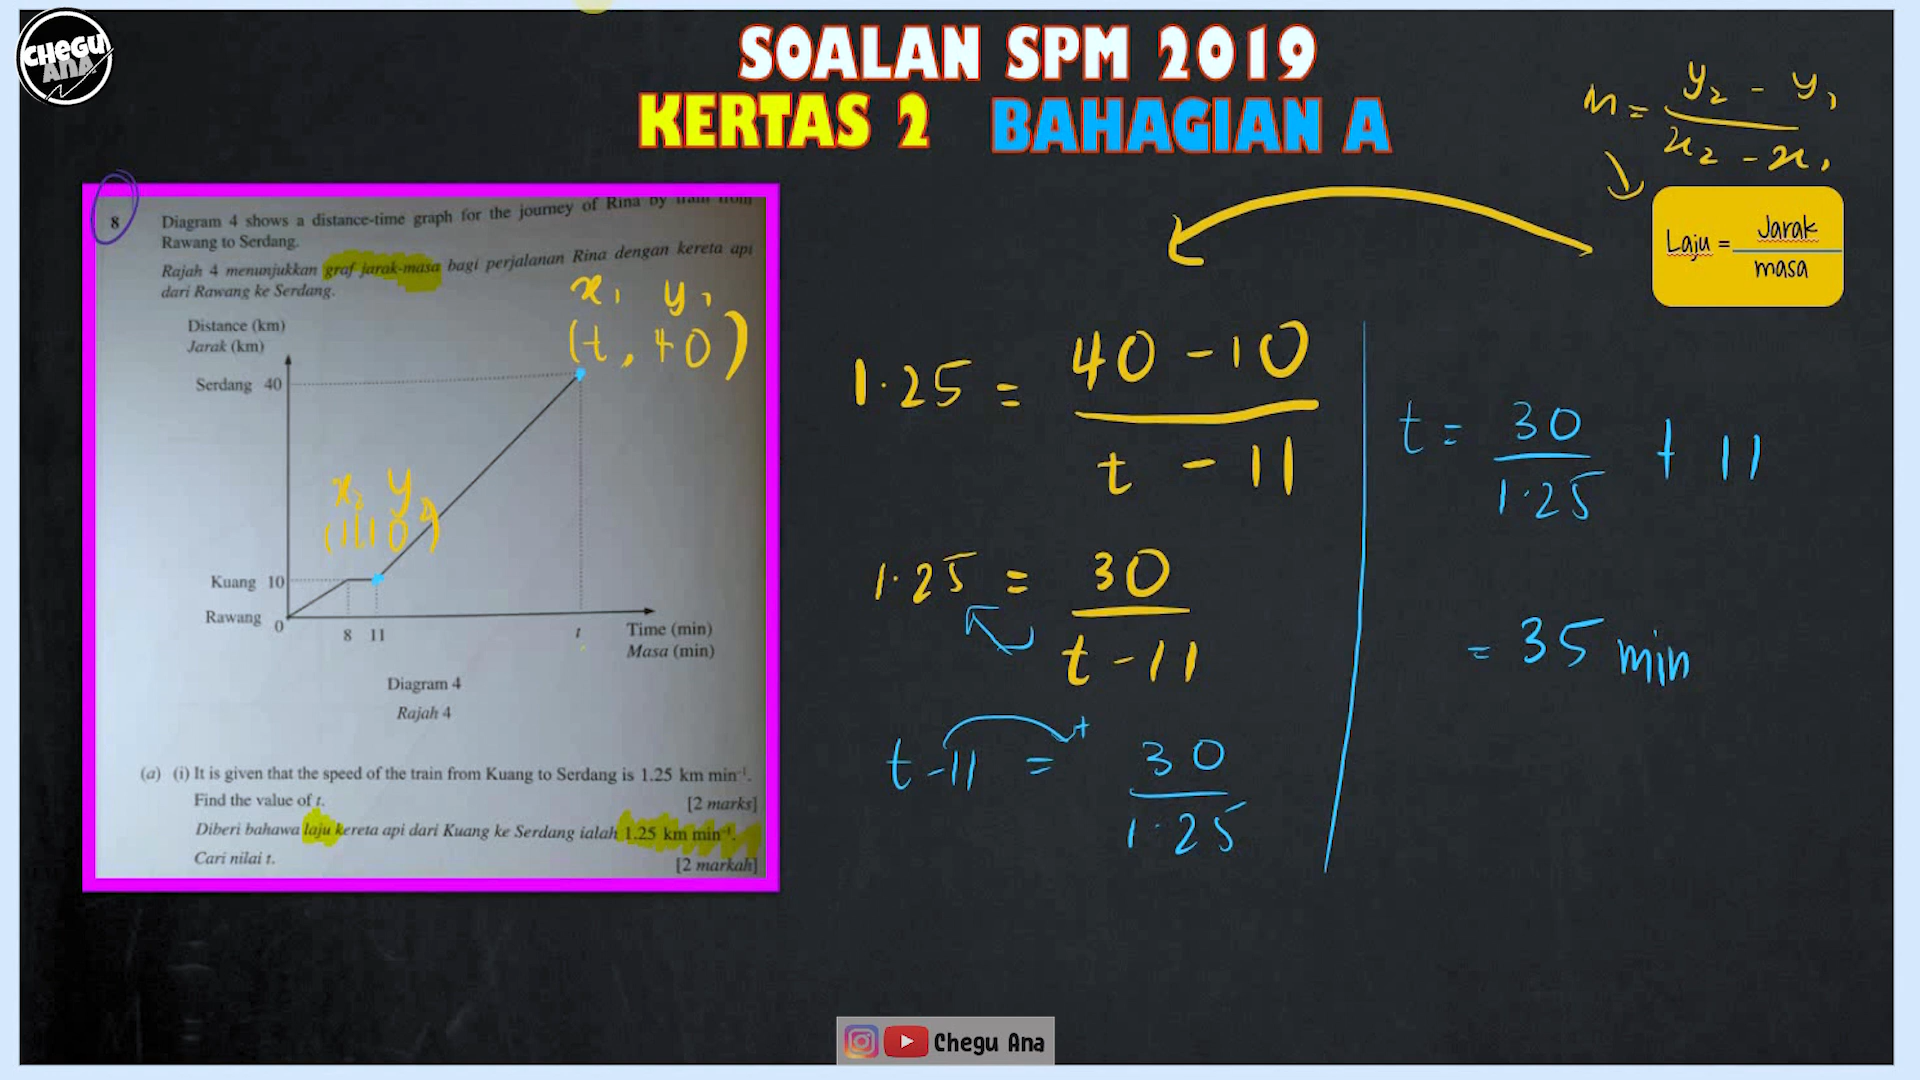 CHEGU
ANA
SOALAN SPM 2019
KERTAS 2 BAHAGIAN A
m = y₂ - y₁
x₂ - x₁
Laju = Jarak
masa
8 Diagram 4 shows a distance-time graph for the journey of Rina by train from
Rawang to Serdang.
Rajah 4 menunjukkan graf jarak-masa bagi perjalanan Rina dengan kereta api
dari Rawang ke Serdang.
x₁ y₁
(t, 40)
Distance (km)
Jarak (km)
Serdang 40
x₂ y₂
(11,10)
Kuang 10
Rawang 0
8 11 t
Time (min)
Masa (min)
Diagram 4
Rajah 4
(a) (i) It is given that the speed of the train from Kuang to Serdang is 1.25 km min⁻¹.
Find the value of t.
[2 marks]
Diberi bahawa laju kereta api dari Kuang ke Serdang ialah 1.25 km min⁻¹.
Cari nilai t.
[2 markah]
1.25 = 40 - 10
t - 11
1.25 = 30
t - 11
t - 11 = 30
+
1.25
t = 30 + 11
1.25
= 35 min
Chegu Ana